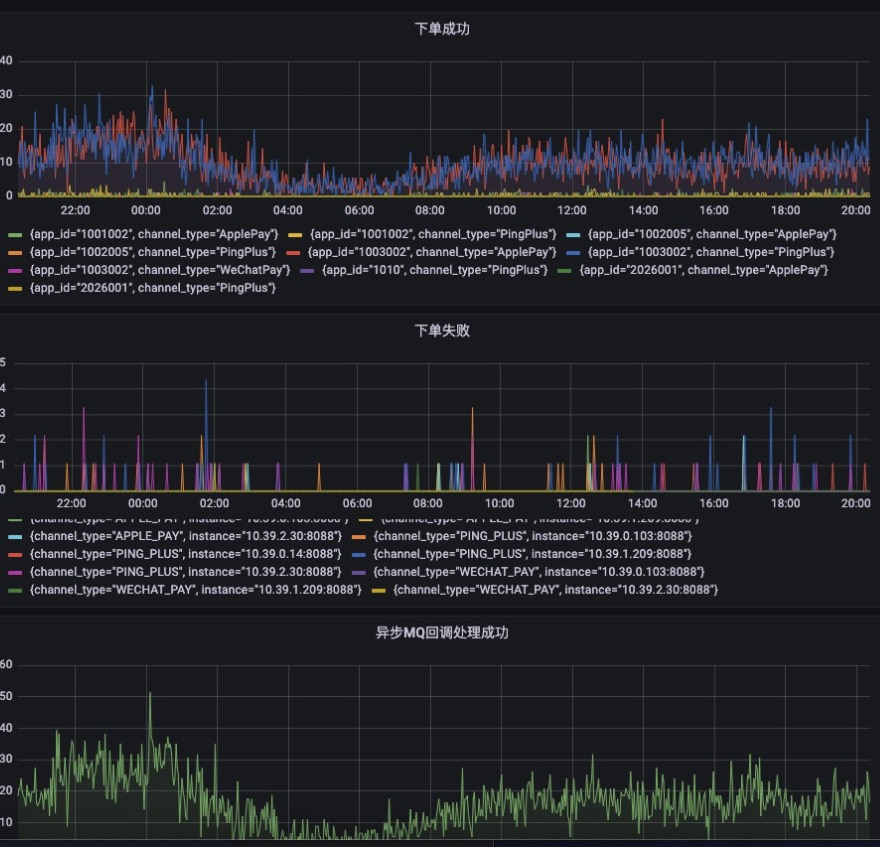 下单成功
40
30
20
10
0
22:00 00:00 02:00 04:00 06:00 08:00 10:00 12:00 14:00 16:00 18:00 20:00
{app_id="1001002", channel_type="ApplePay"} {app_id="1001002", channel_type="PingPlus"} {app_id="1002005", channel_type="ApplePay"}
{app_id="1002005", channel_type="PingPlus"} {app_id="1003002", channel_type="ApplePay"} {app_id="1003002", channel_type="PingPlus"}
{app_id="1003002", channel_type="WeChatPay"} {app_id="1010", channel_type="PingPlus"} {app_id="2026001", channel_type="ApplePay"}
{app_id="2026001", channel_type="PingPlus"}
下单失败
5
4
3
2
1
0
22:00 00:00 02:00 04:00 06:00 08:00 10:00 12:00 14:00 16:00 18:00 20:00
{channel_type="APPLE_PAY", instance="10.39.2.30:8088"} {channel_type="PING_PLUS", instance="10.39.0.103:8088"}
{channel_type="PING_PLUS", instance="10.39.0.14:8088"} {channel_type="PING_PLUS", instance="10.39.1.209:8088"}
{channel_type="PING_PLUS", instance="10.39.2.30:8088"} {channel_type="WECHAT_PAY", instance="10.39.0.103:8088"}
{channel_type="WECHAT_PAY", instance="10.39.1.209:8088"} {channel_type="WECHAT_PAY", instance="10.39.2.30:8088"}
异步MQ回调处理成功
60
50
40
30
20
10